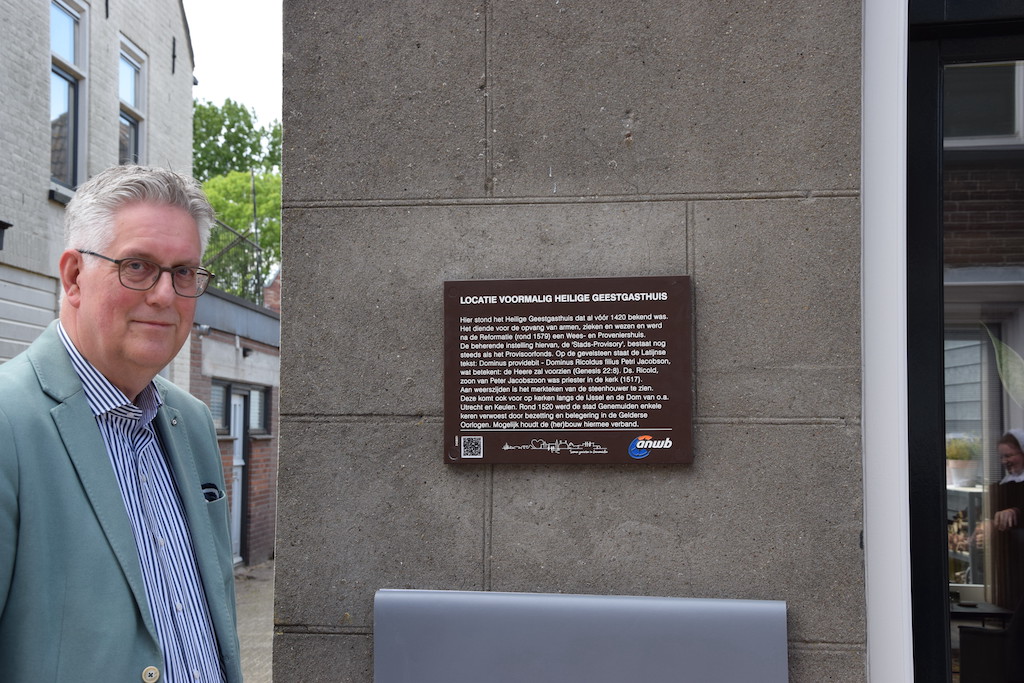 LOCATIE VOORMALIG HEILIGE GEESTGASTHUIS
Hier stond het Heilige Geestgasthuis dat al vóór 1420 bekend was.
Het diende voor de opvang van armen, zieken en wezen en werd
na de Reformatie (rond 1579) een Wees- en Proveniershuis.
De beherende instelling hiervan, de 'Stads-Provisory', bestaat nog
steeds als het Provisoorfonds. Op de gevelsteen staat de Latijnse
tekst: Dominus providebit - Dominus Ricoldus filius Petri Jacobson,
wat betekent: de Heere zal voorzien (Genesis 22:8). Ds. Ricold,
zoon van Peter Jacobszoon was priester in de kerk (1517).
Aan weerszijden is het merkteken van de steenhouwer te zien.
Deze komt ook voor op kerken langs de IJssel en de Dom van o.a.
Utrecht en Keulen. Rond 1520 werd de stad Genemuiden enkele
keren verwoest door bezetting en belegering in de Gelderse
Oorlogen. Mogelijk houdt de (her)bouw hiermee verband.
anwb